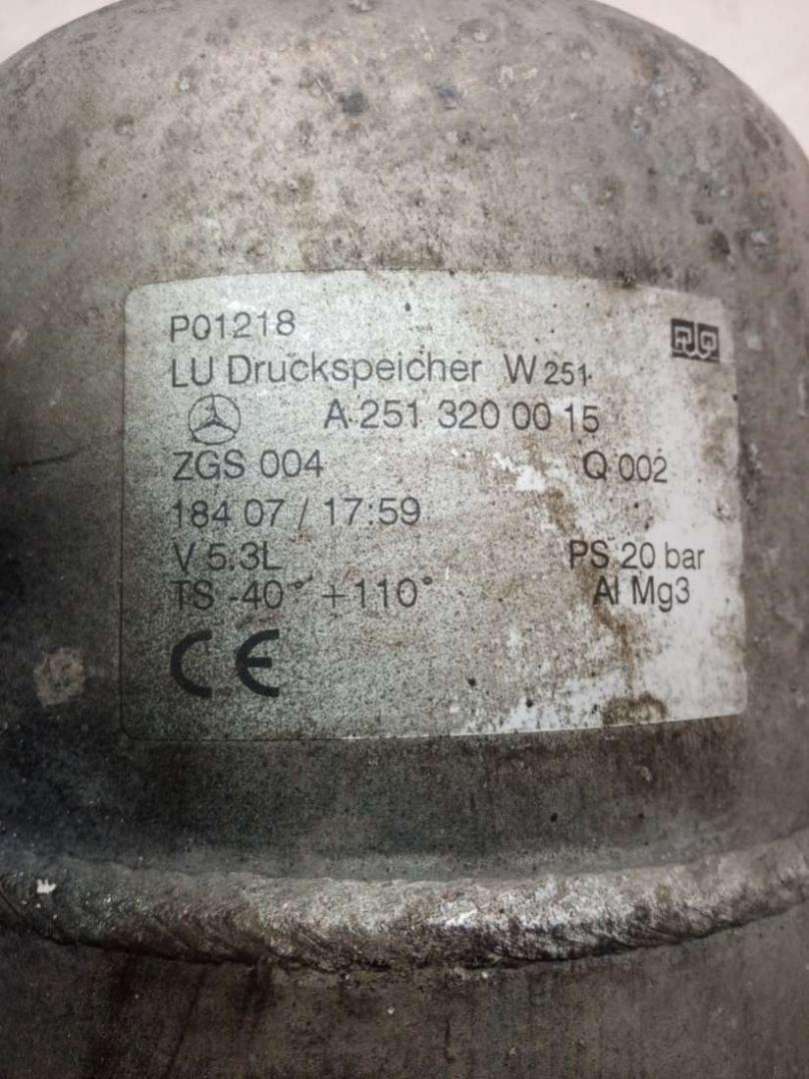 P01218
LU Druckspeicher W 251
A 251 320 00 15
ZGS 004 Q 002
184 07 / 17:59
V 5.3L PS 20 bar
TS -40° +110° Al Mg3
CE